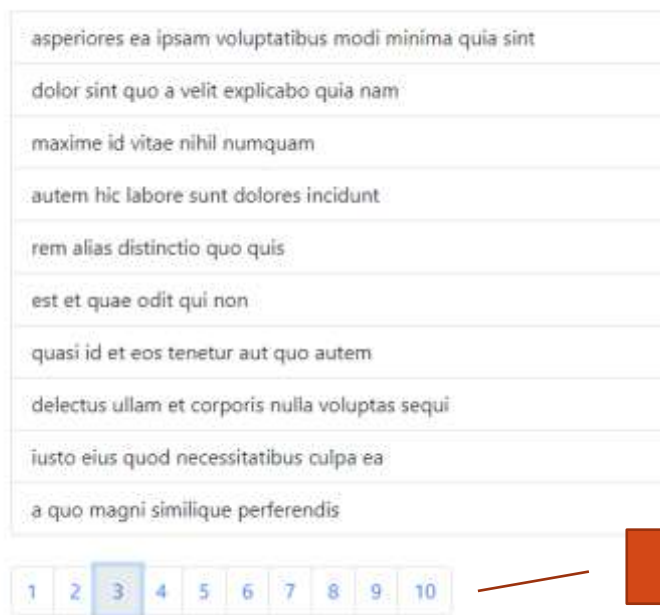 asperiores ea ipsam voluptatibus modi minima quia sint
dolor sint quo a velit explicabo quia nam
maxime id vitae nihil numquam
autem hic labore sunt dolores incidunt
rem alias distinctio quo quis
est et quae odit qui non
quasi id et eos tenetur aut quo autem
delectus ullam et corporis nulla voluptas sequi
iusto eius quod necessitatibus culpa ea
a quo magni similique perferendis
1 2 3 4 5 6 7 8 9 10